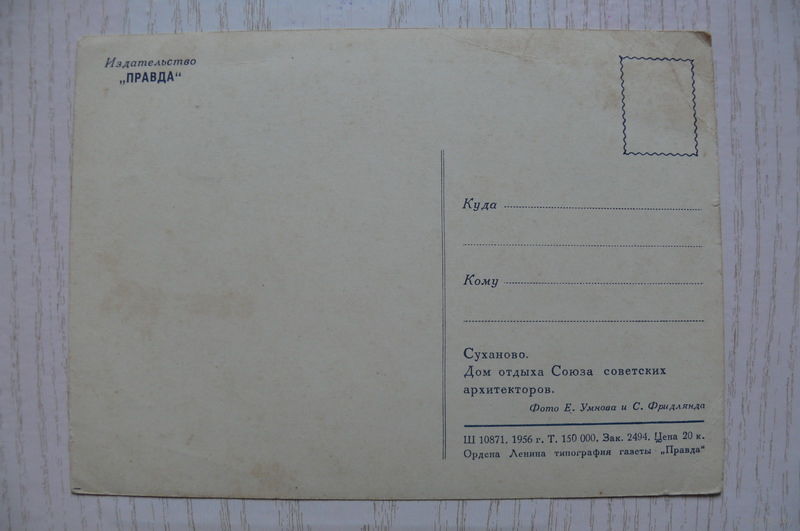 Издательство
„ПРАВДА“
Куда
Кому
Суханово.
Дом отдыха Союза советских
архитекторов.
Фото Е. Умнова и С. Фридлянда
Ш 10871. 1956 г. Т. 150 000. Зак. 2494. Цена 20 к.
Ордена Ленина типография газеты „Правда“